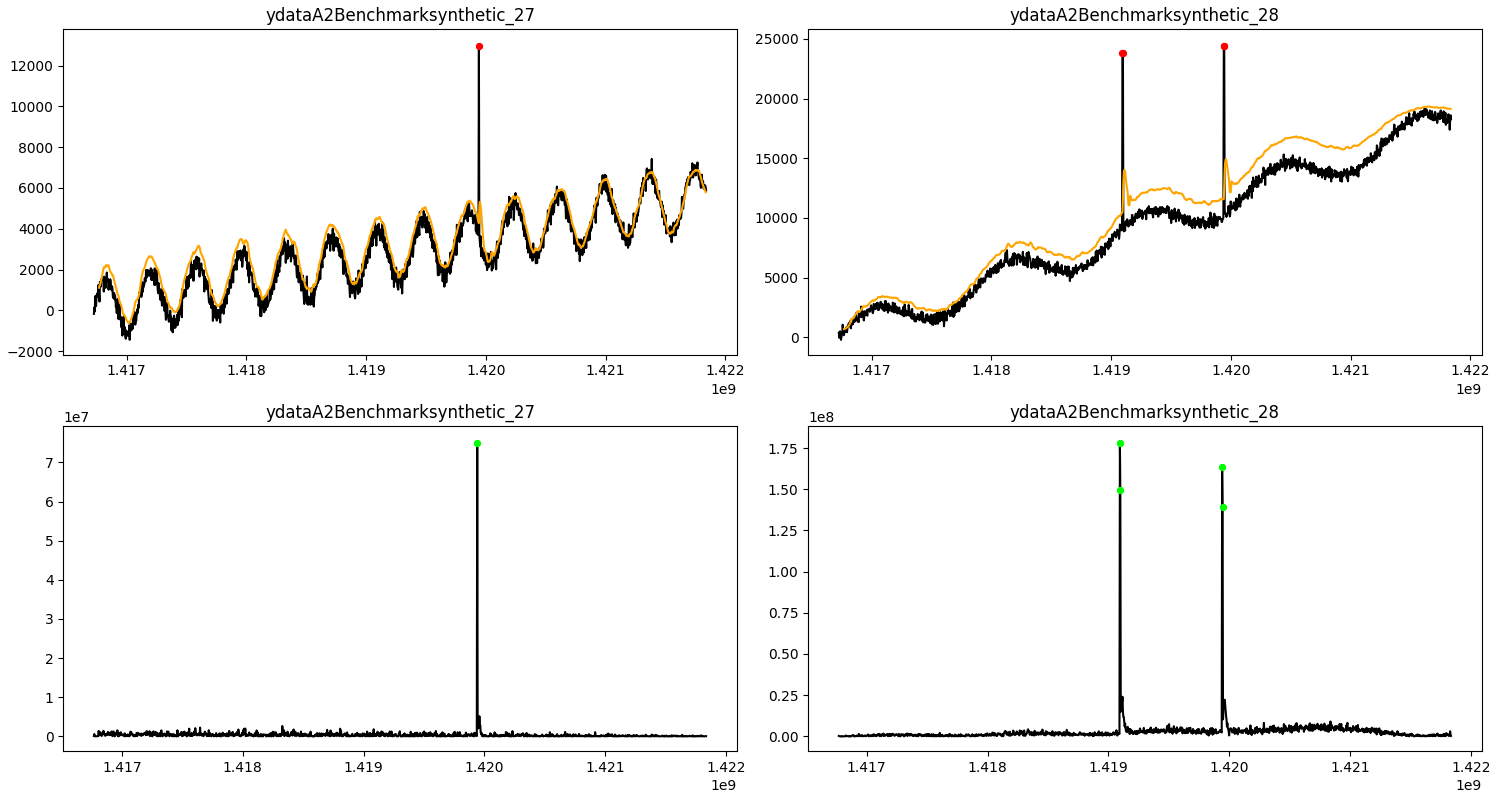 ydataA2Benchmarksynthetic_27
12000
10000
8000
6000
4000
2000
0
−2000
1.417 1.418 1.419 1.420 1.421 1.422
1e9
ydataA2Benchmarksynthetic_28
25000
20000
15000
10000
5000
0
1.417 1.418 1.419 1.420 1.421 1.422
1e9
ydataA2Benchmarksynthetic_27
1e7
7
6
5
4
3
2
1
0
1.417 1.418 1.419 1.420 1.421 1.422
1e9
ydataA2Benchmarksynthetic_28
1e8
1.75
1.50
1.25
1.00
0.75
0.50
0.25
0.00
1.417 1.418 1.419 1.420 1.421 1.422
1e9